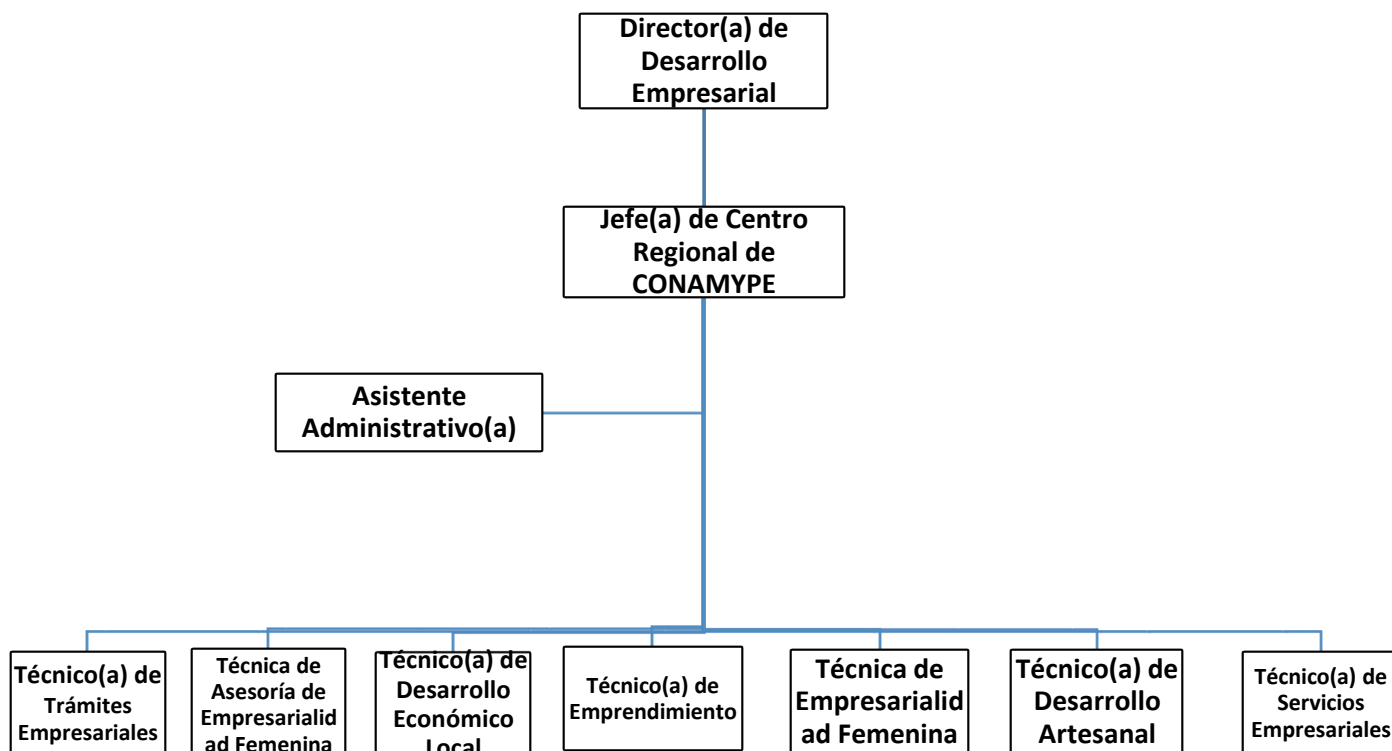 Director(a) de
Desarrollo
Empresarial
Jefe(a) de Centro
Regional de
CONAMYPE
Asistente
Administrativo(a)
Técnico(a) de
Trámites
Empresariales
Técnica de
Asesoría de
Empresarialid
ad Femenina
Técnico(a) de
Desarrollo
Económico
Local
Técnico(a) de
Emprendimiento
Técnica de
Empresarialid
ad Femenina
Técnico(a) de
Desarrollo
Artesanal
Técnico(a) de
Servicios
Empresariales